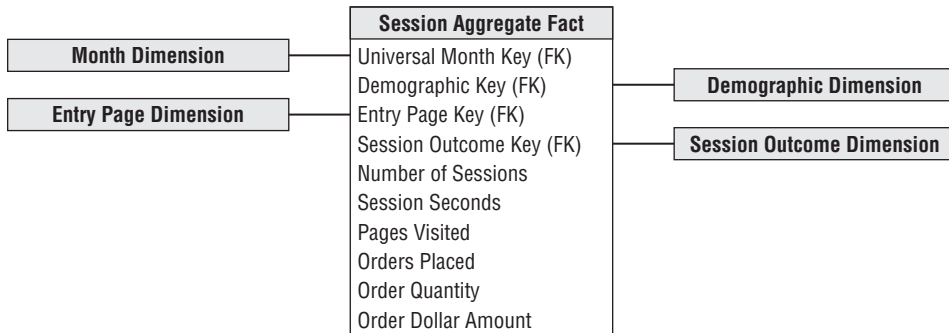 Session Aggregate Fact
Month Dimension
Universal Month Key (FK)
Demographic Key (FK)
Demographic Dimension
Entry Page Dimension
Entry Page Key (FK)
Session Outcome Key (FK)
Session Outcome Dimension
Number of Sessions
Session Seconds
Pages Visited
Orders Placed
Order Quantity
Order Dollar Amount